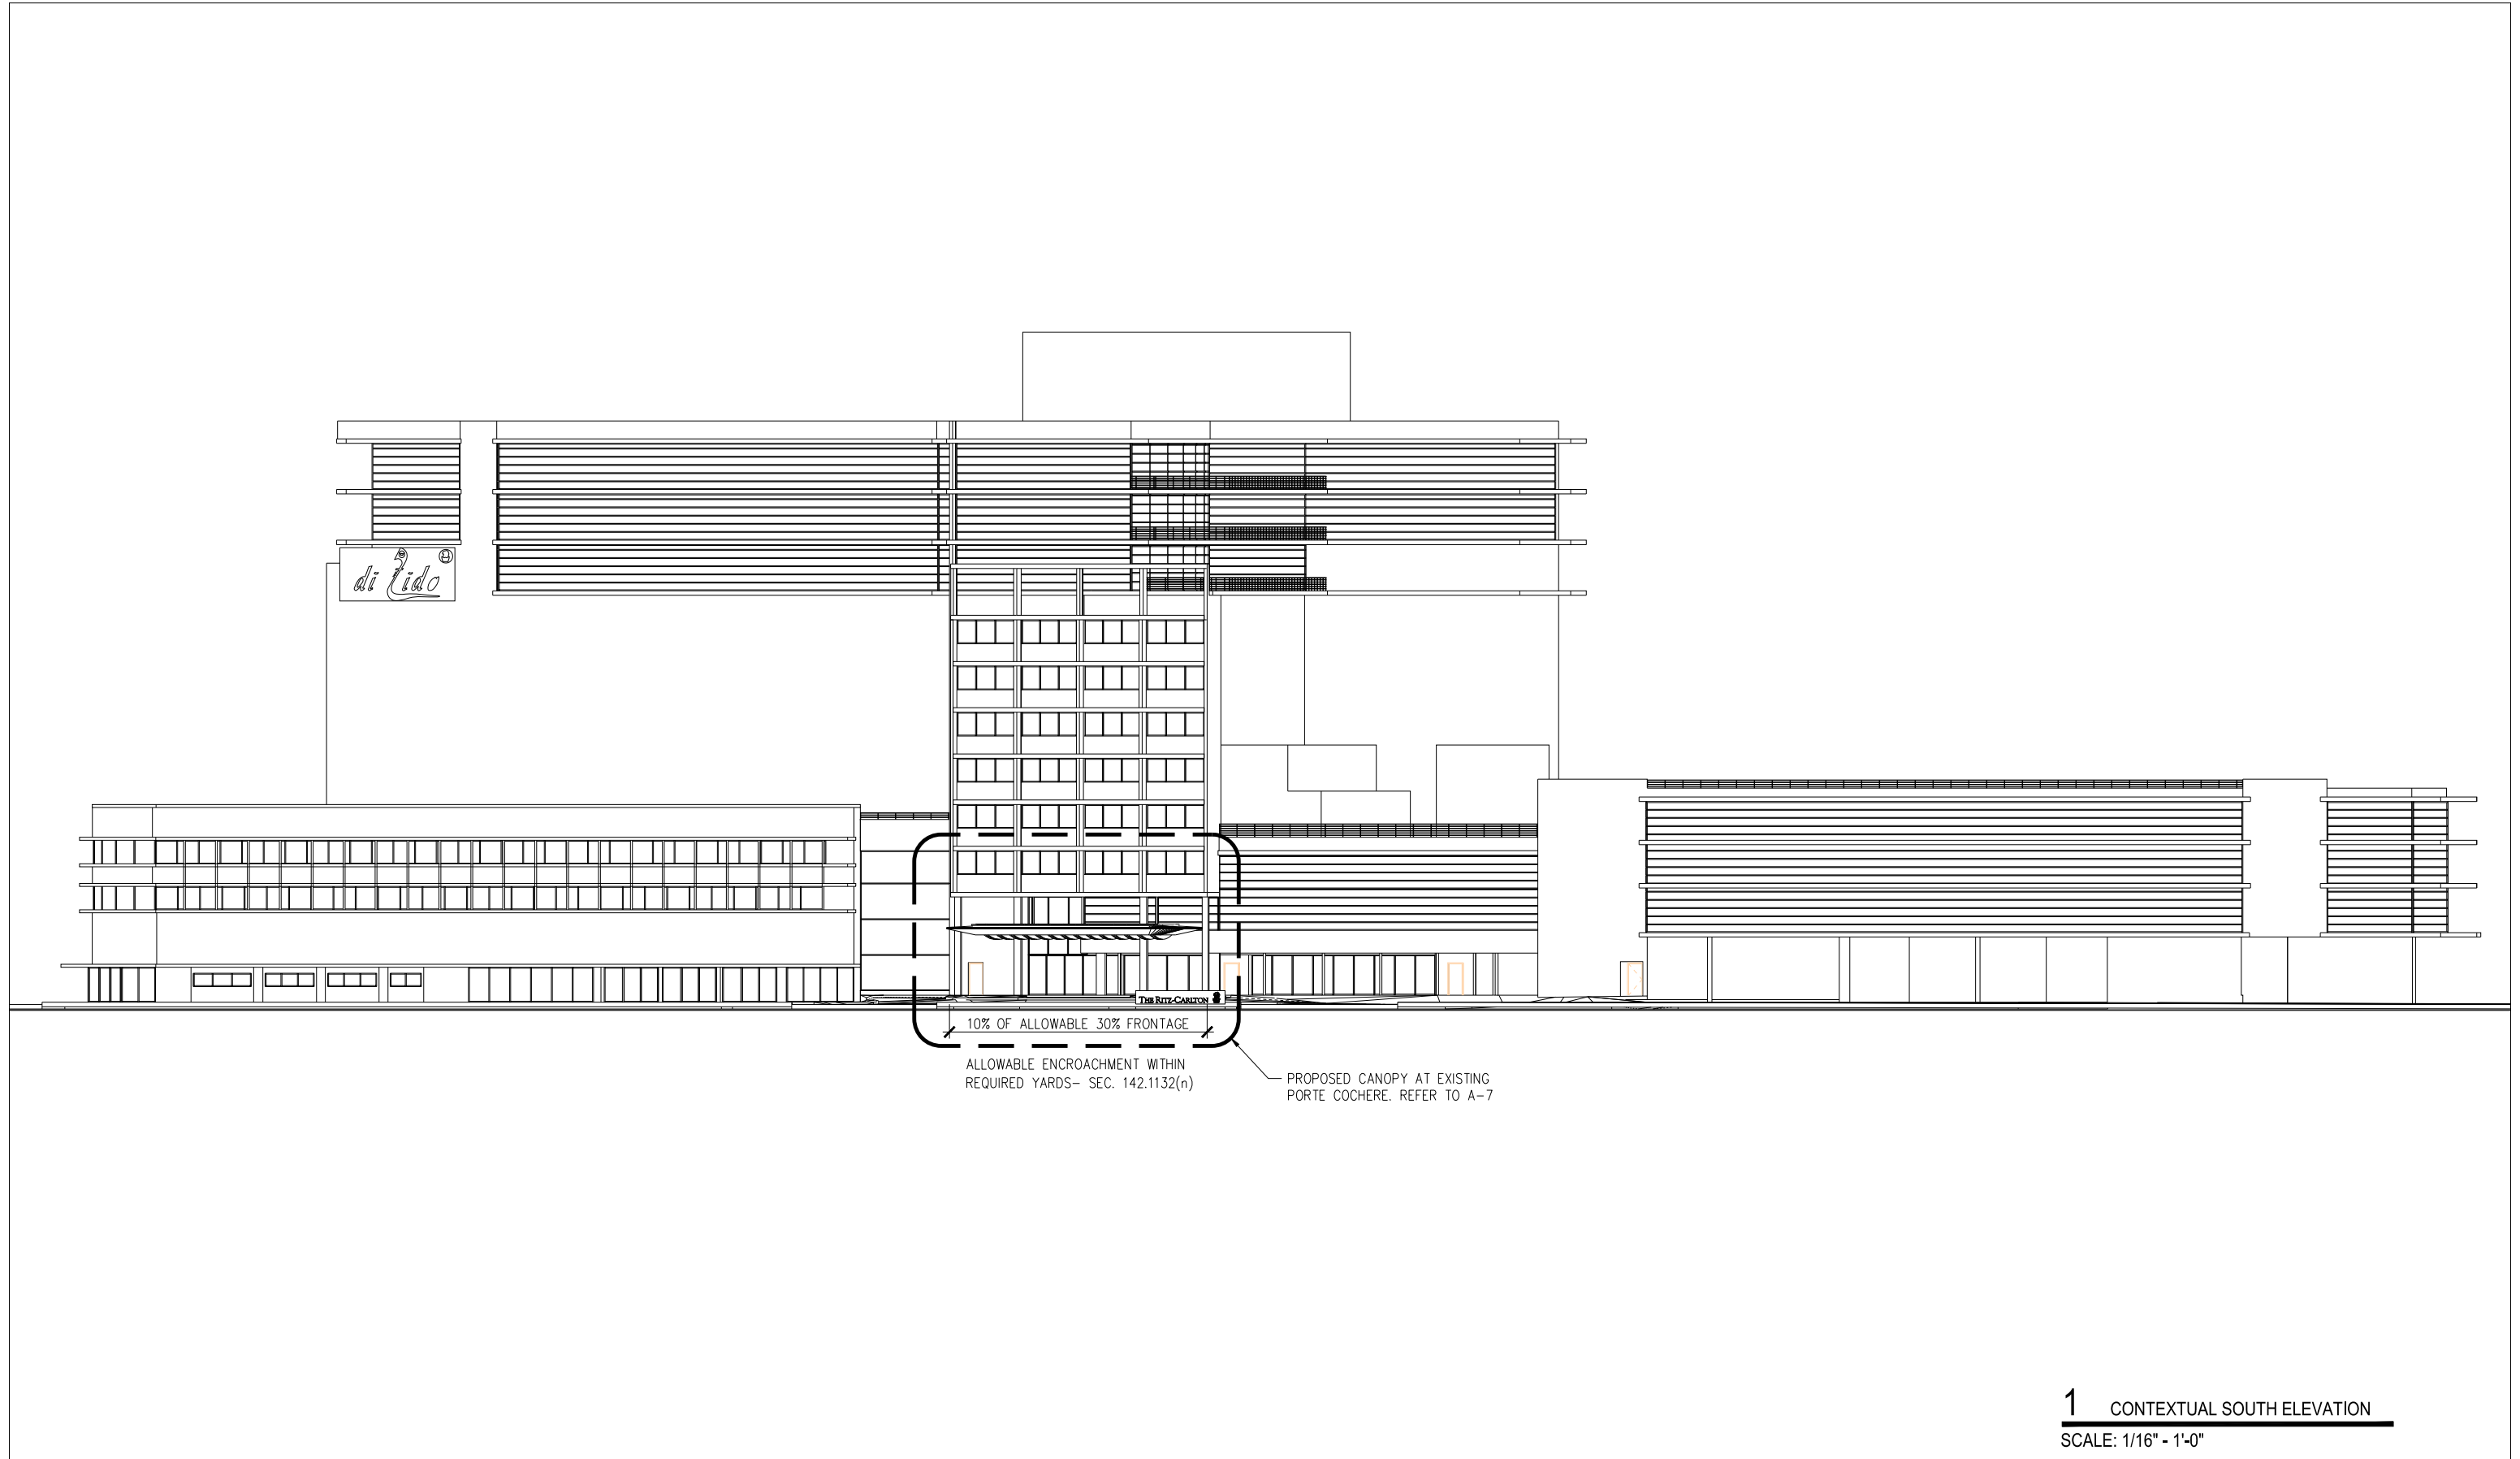 di Lido
THE RITZ-CARLTON
10% OF ALLOWABLE 30% FRONTAGE
ALLOWABLE ENCROACHMENT WITHIN
REQUIRED YARDS- SEC. 142.1132(n)
PROPOSED CANOPY AT EXISTING
PORTE COCHERE. REFER TO A-7
1 CONTEXTUAL SOUTH ELEVATION
SCALE: 1/16" - 1'-0"